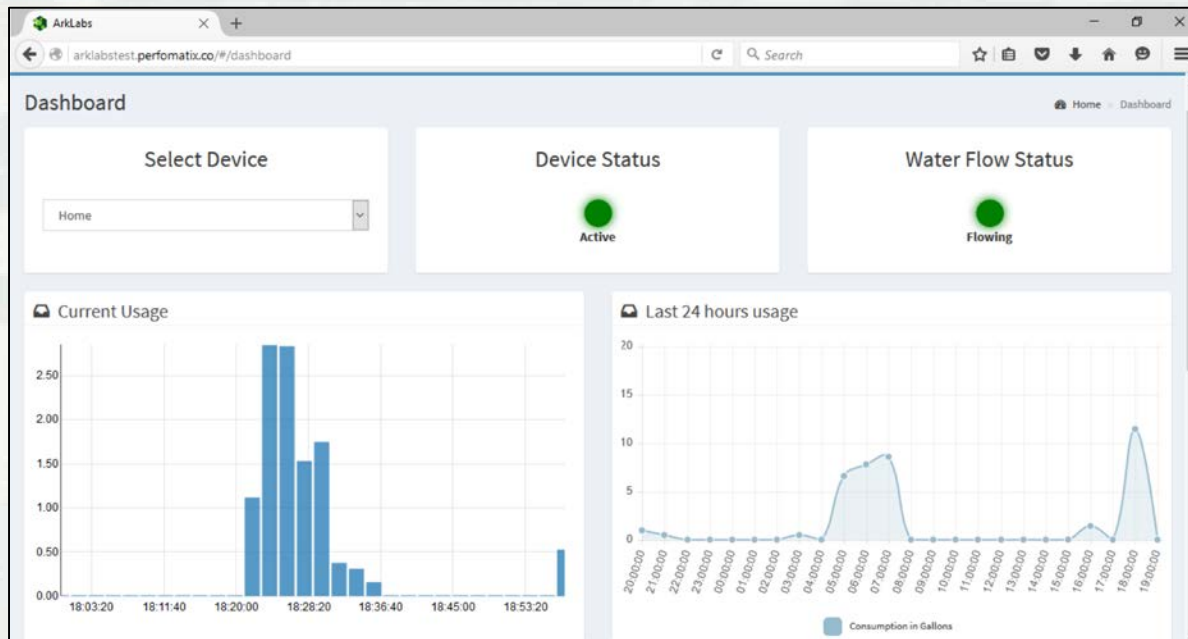 ArkLabs
arklabstest.perfomatix.co/#/dashboard
Search
Dashboard
Home
Dashboard
Select Device
Home
Device Status
Active
Water Flow Status
Flowing
Current Usage
2.50
2.00
1.50
1.00
0.50
0.00
18:03:20 18:11:40 18:20:00 18:28:20 18:36:40 18:45:00 18:53:20
Last 24 hours usage
20
15
10
5
0
20:00:00 21:00:00 22:00:00 23:00:00 00:00:00 01:00:00 02:00:00 03:00:00 04:00:00 05:00:00 06:00:00 07:00:00 08:00:00 09:00:00 10:00:00 11:00:00 12:00:00 13:00:00 14:00:00 15:00:00 16:00:00 17:00:00 18:00:00 19:00:00
Consumption in Gallons